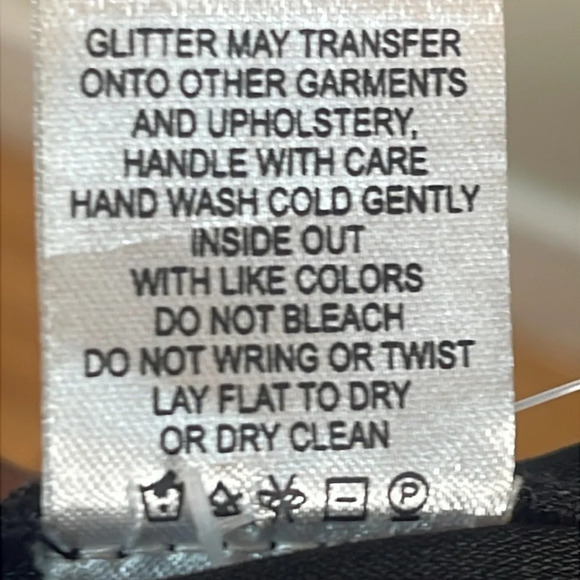 GLITTER MAY TRANSFER
ONTO OTHER GARMENTS
AND UPHOLSTERY,
HANDLE WITH CARE
HAND WASH COLD GENTLY
INSIDE OUT
WITH LIKE COLORS
DO NOT BLEACH
DO NOT WRING OR TWIST
LAY FLAT TO DRY
OR DRY CLEAN
P